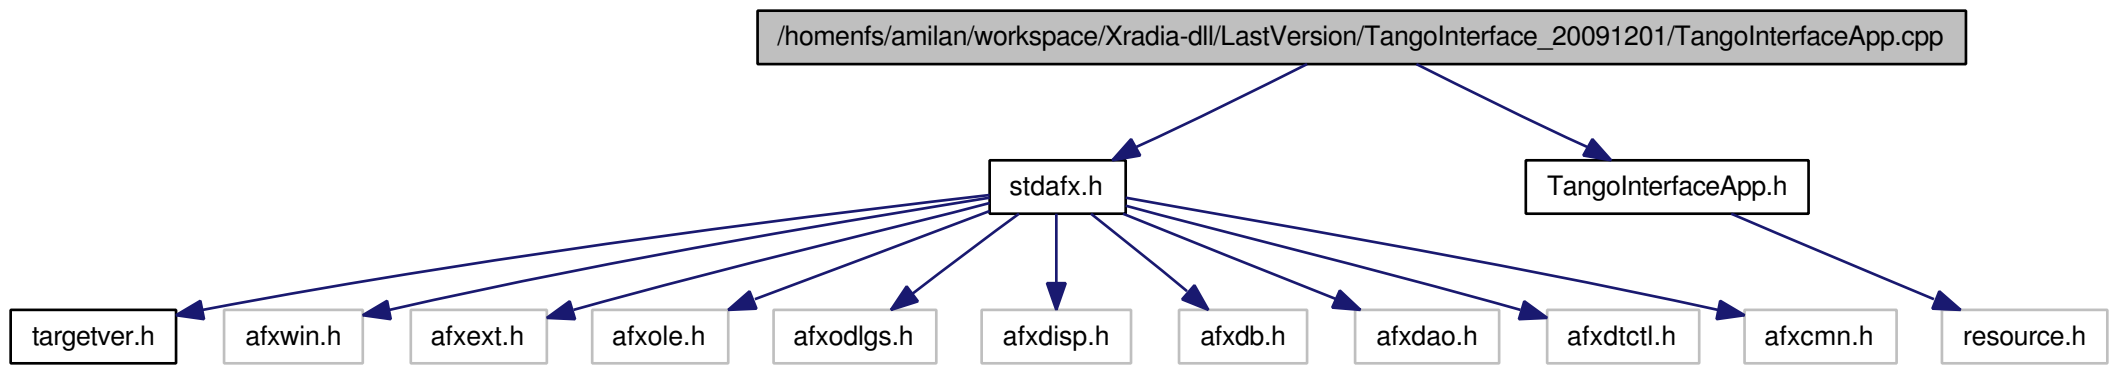 /homenfs/amilan/workspace/Xradia-dll/LastVersion/TangoInterface_20091201/TangoInterfaceApp.cpp
stdafx.h
TangoInterfaceApp.h
targetver.h
afxwin.h
afxext.h
afxole.h
afxodlgs.h
afxdisp.h
afxdb.h
afxdao.h
afxdtctl.h
afxcmn.h
resource.h